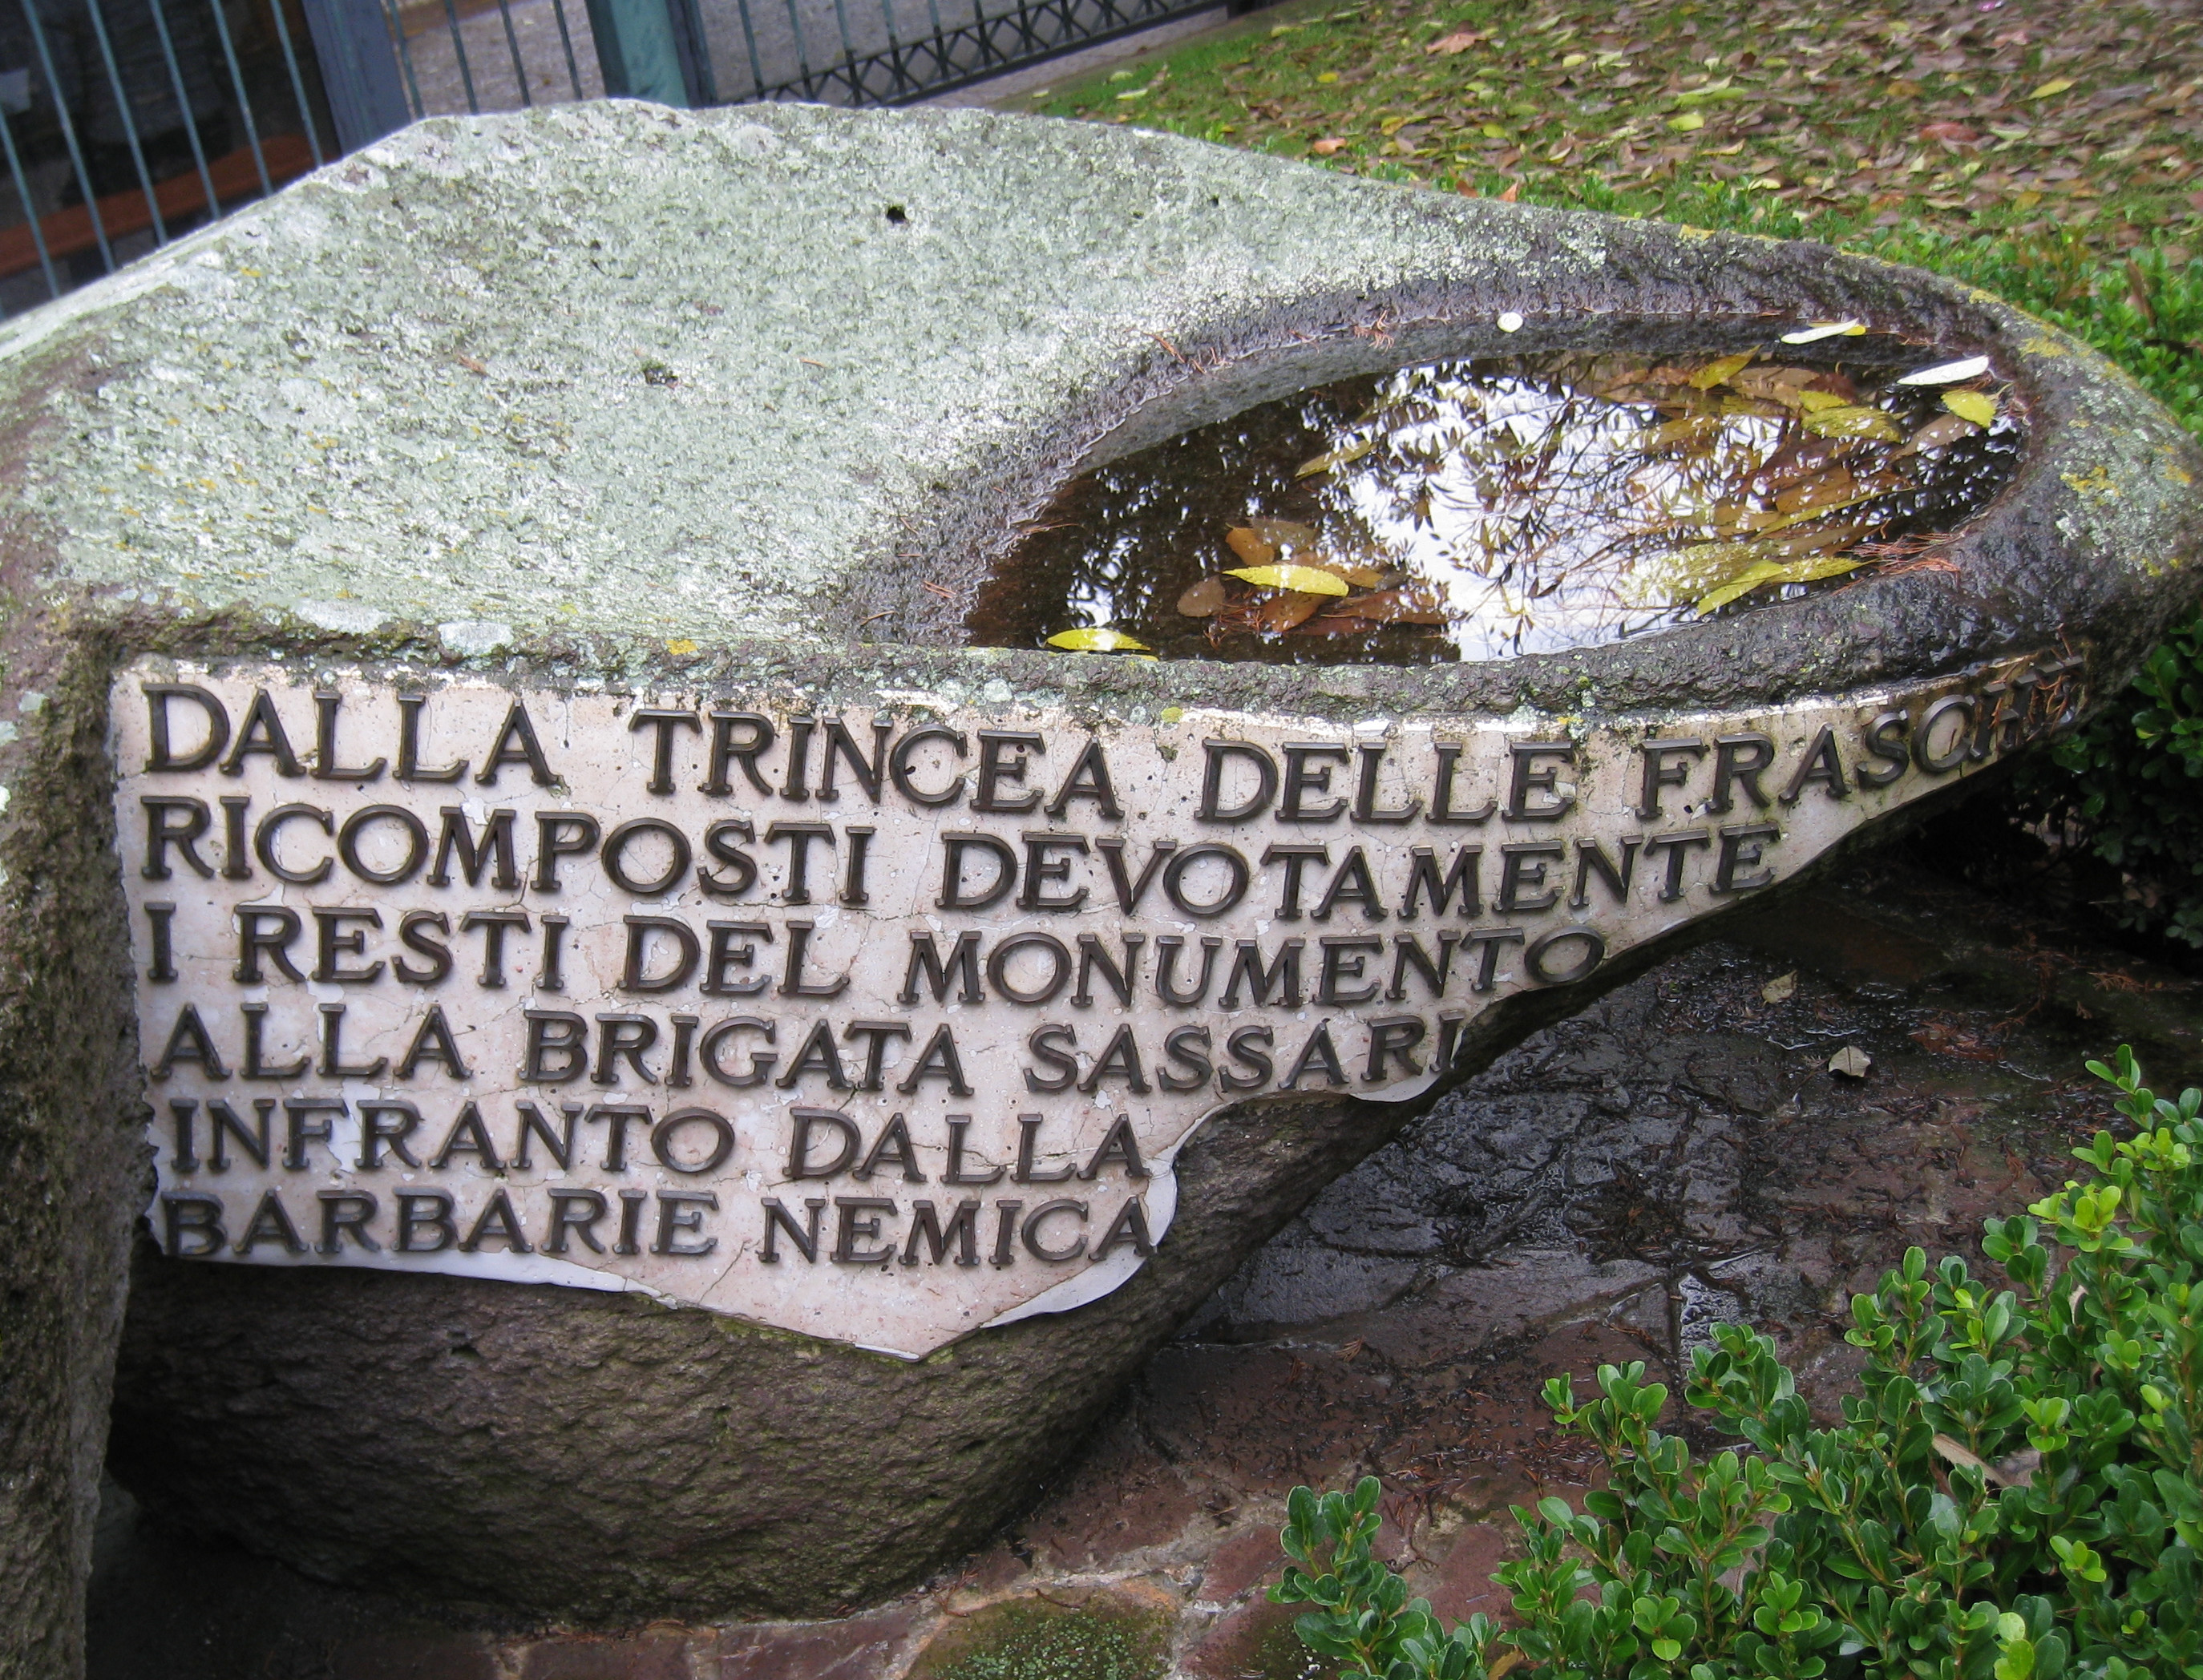 DALLA TRINCEA DELLE FRASCHE
RICOMPOSTI DEVOTAMENTE
I RESTI DEL MONUMENTO
ALLA BRIGATA SASSARI
INFRANTO DALLA
BARBARIE NEMICA